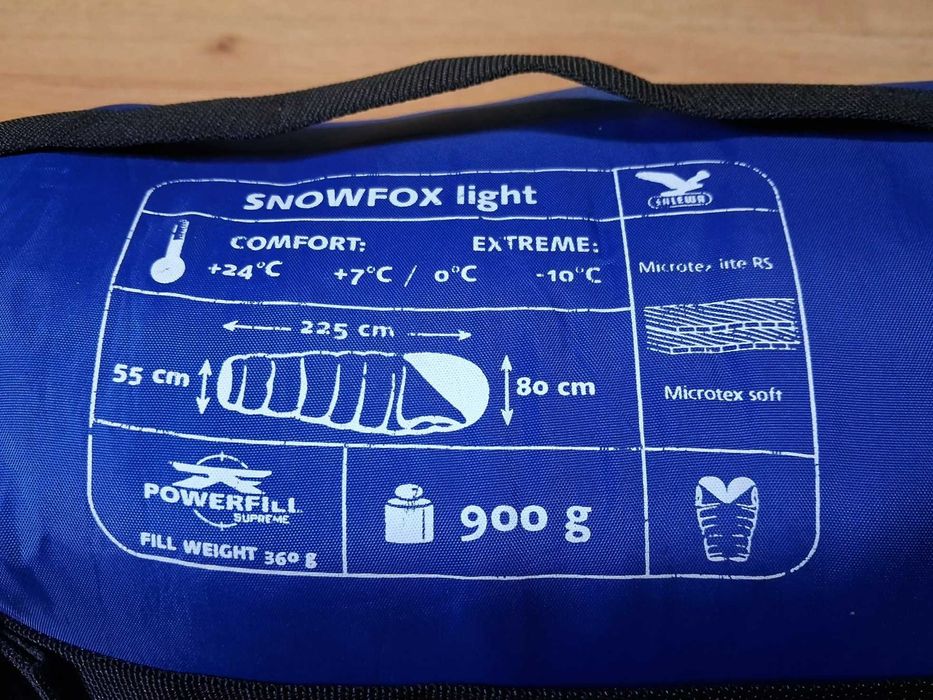 SNOWFOX light
SALEWA
COMFORT: EXTREME:
+24°C +7°C / 0°C -10°C
Microtex lite RS
225 cm
55 cm
80 cm
Microtex soft
POWERFILL
SUPREME
FILL WEIGHT 360 g
900 g